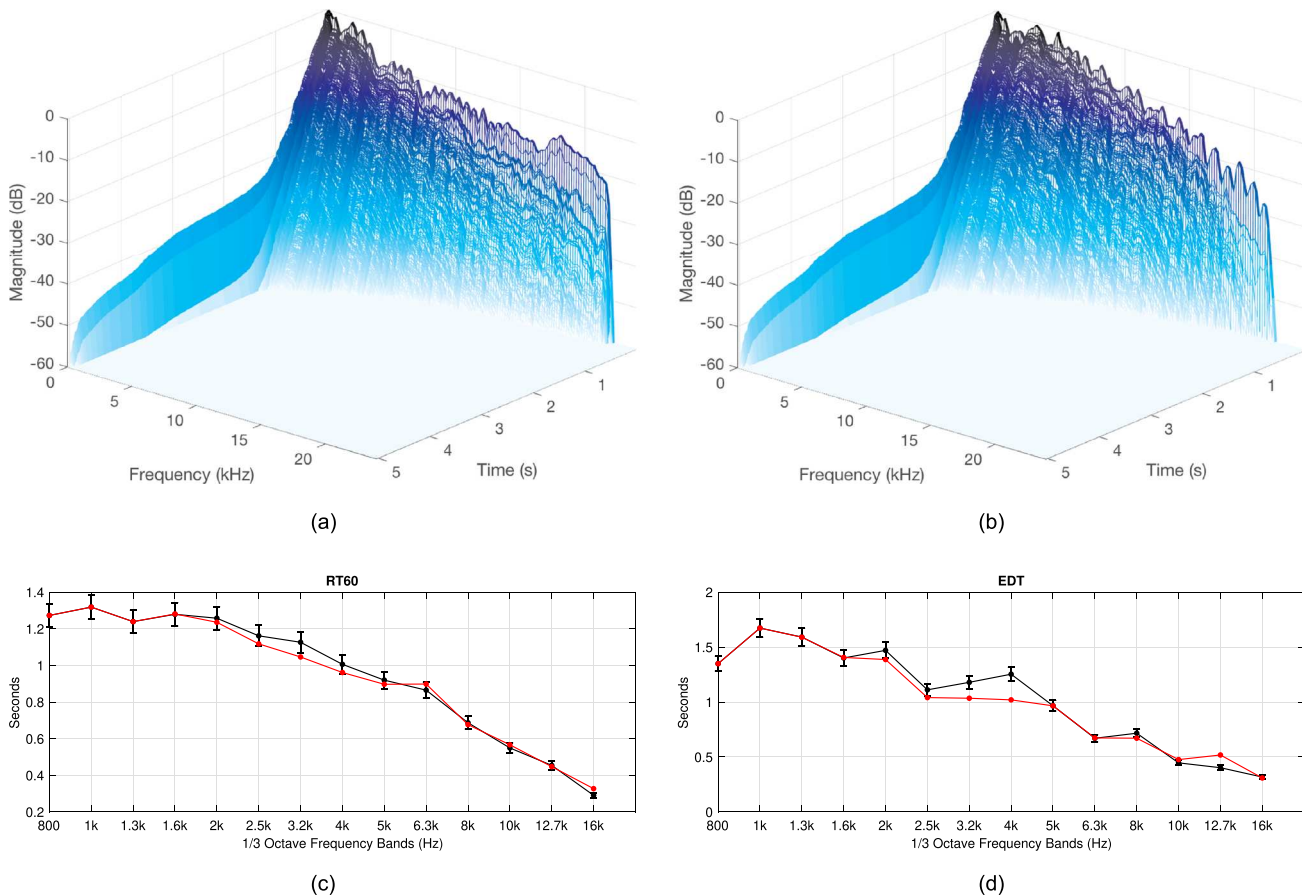 0
-10
-20
-30
-40
-50
-60
Magnitude (dB)
0
5
10
15
20
Frequency (kHz)
5
4
3
2
1
Time (s)
(a)
0
-10
-20
-30
-40
-50
-60
Magnitude (dB)
0
5
10
15
20
Frequency (kHz)
5
4
3
2
1
Time (s)
(b)
RT60
1.4
1.2
1
0.8
0.6
0.4
0.2
Seconds
800 1k 1.3k 1.6k 2k 2.5k 3.2k 4k 5k 6.3k 8k 10k 12.7k 16k
1/3 Octave Frequency Bands (Hz)
(c)
EDT
2
1.5
1
0.5
0
Seconds
800 1k 1.3k 1.6k 2k 2.5k 3.2k 4k 5k 6.3k 8k 10k 12.7k 16k
1/3 Octave Frequency Bands (Hz)
(d)